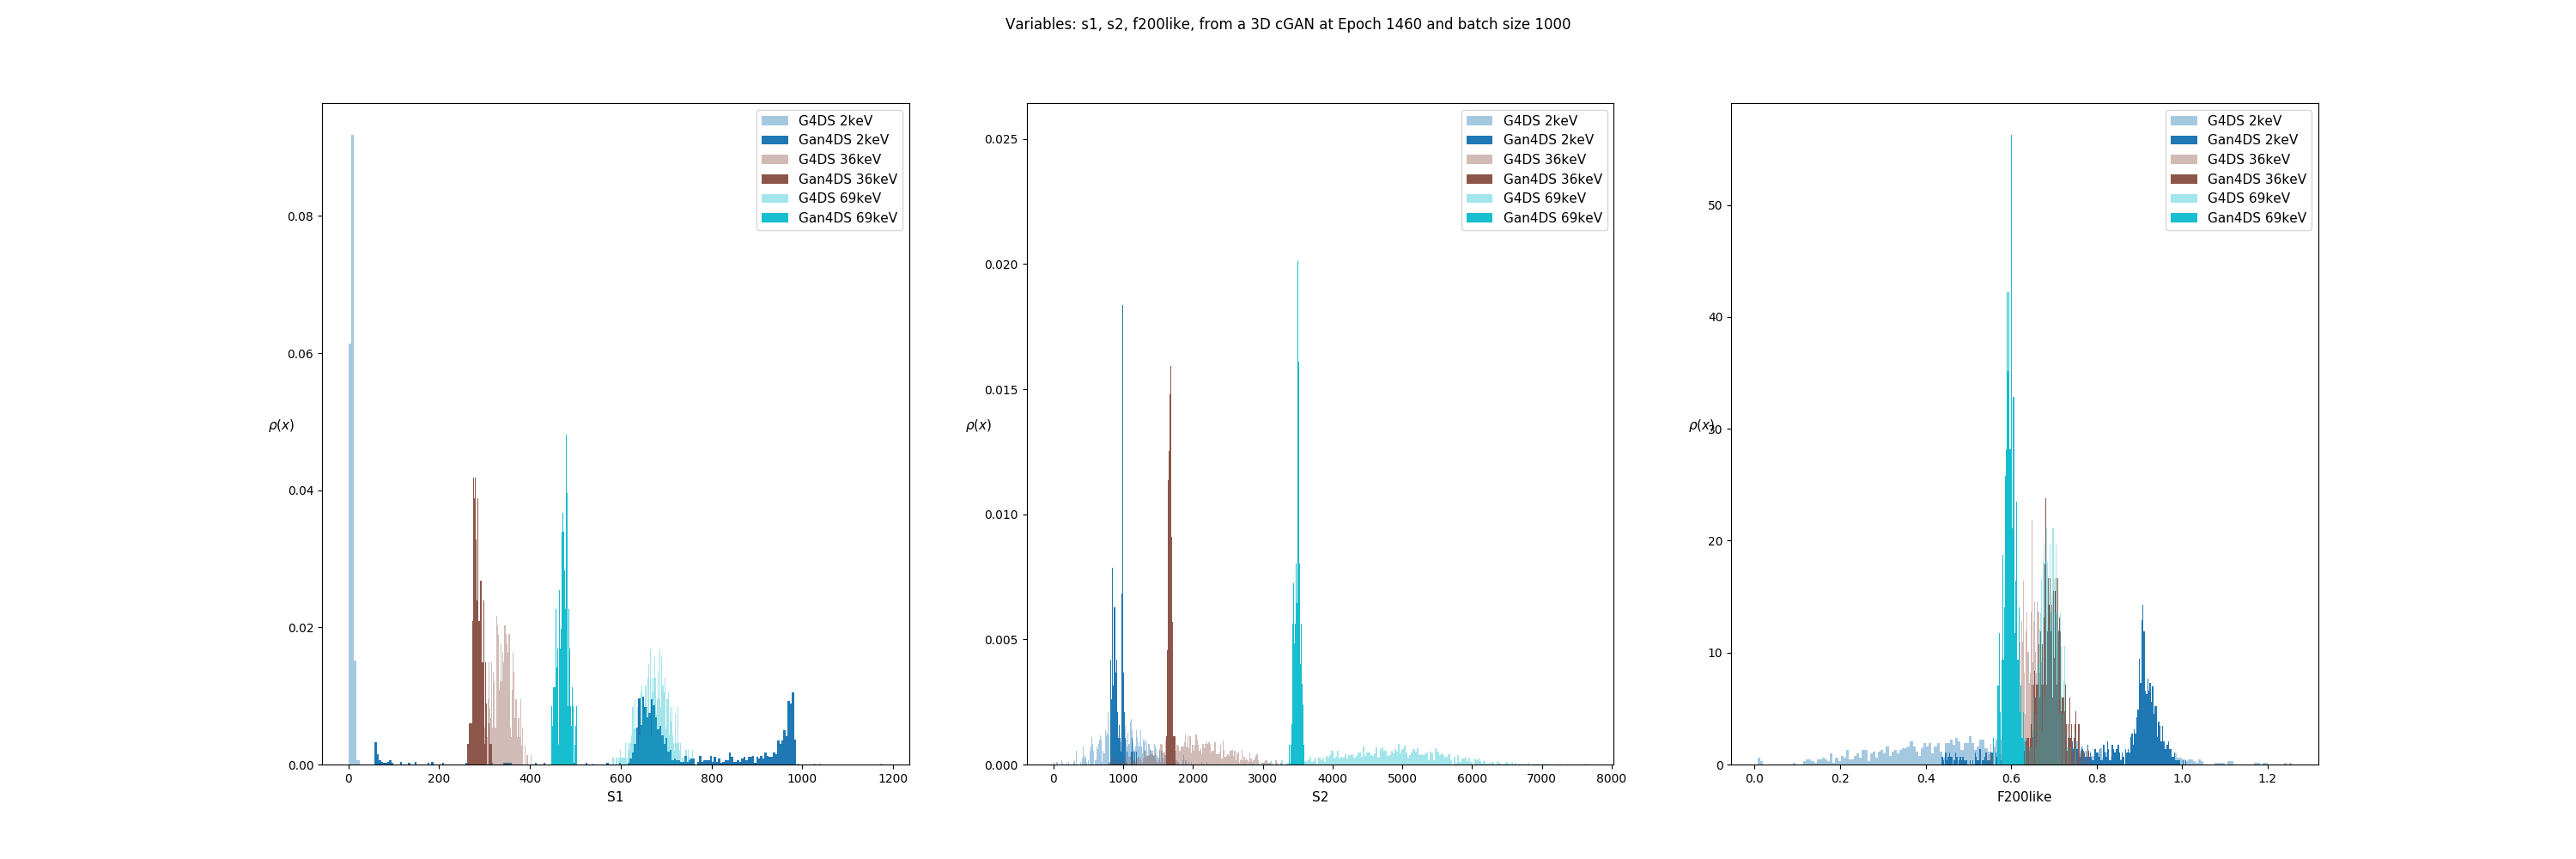 Variables: s1, s2, f200like, from a 3D cGAN at Epoch 1460 and batch size 1000
G4DS 2keV
Gan4DS 2keV
G4DS 36keV
Gan4DS 36keV
G4DS 69keV
Gan4DS 69keV
0.08
0.06
0.04
0.02
0.00
ρ(x)
0
200
400
600
800
1000
1200
S1
G4DS 2keV
Gan4DS 2keV
G4DS 36keV
Gan4DS 36keV
G4DS 69keV
Gan4DS 69keV
0.025
0.020
0.015
0.010
0.005
0.000
ρ(x)
0
1000
2000
3000
4000
5000
6000
7000
8000
S2
G4DS 2keV
Gan4DS 2keV
G4DS 36keV
Gan4DS 36keV
G4DS 69keV
Gan4DS 69keV
50
40
30
20
10
0
ρ(x)
0.0
0.2
0.4
0.6
0.8
1.0
1.2
F200like